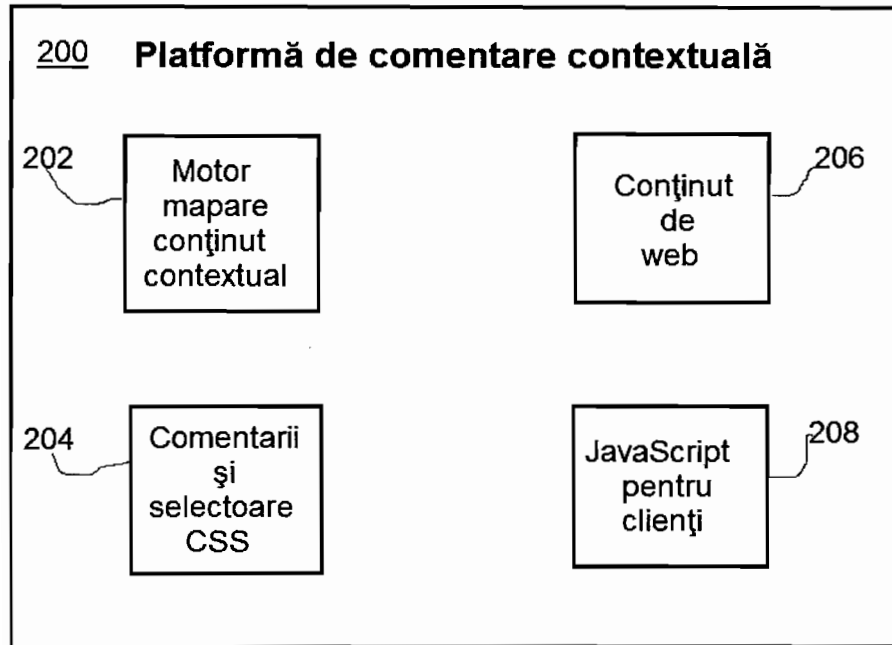 200 Platformă de comentare contextuală
202
Motor
mapare
conţinut
contextual
206
Conţinut
de
web
204
Comentarii
şi
selectoare
CSS
208
JavaScript
pentru
clienţi